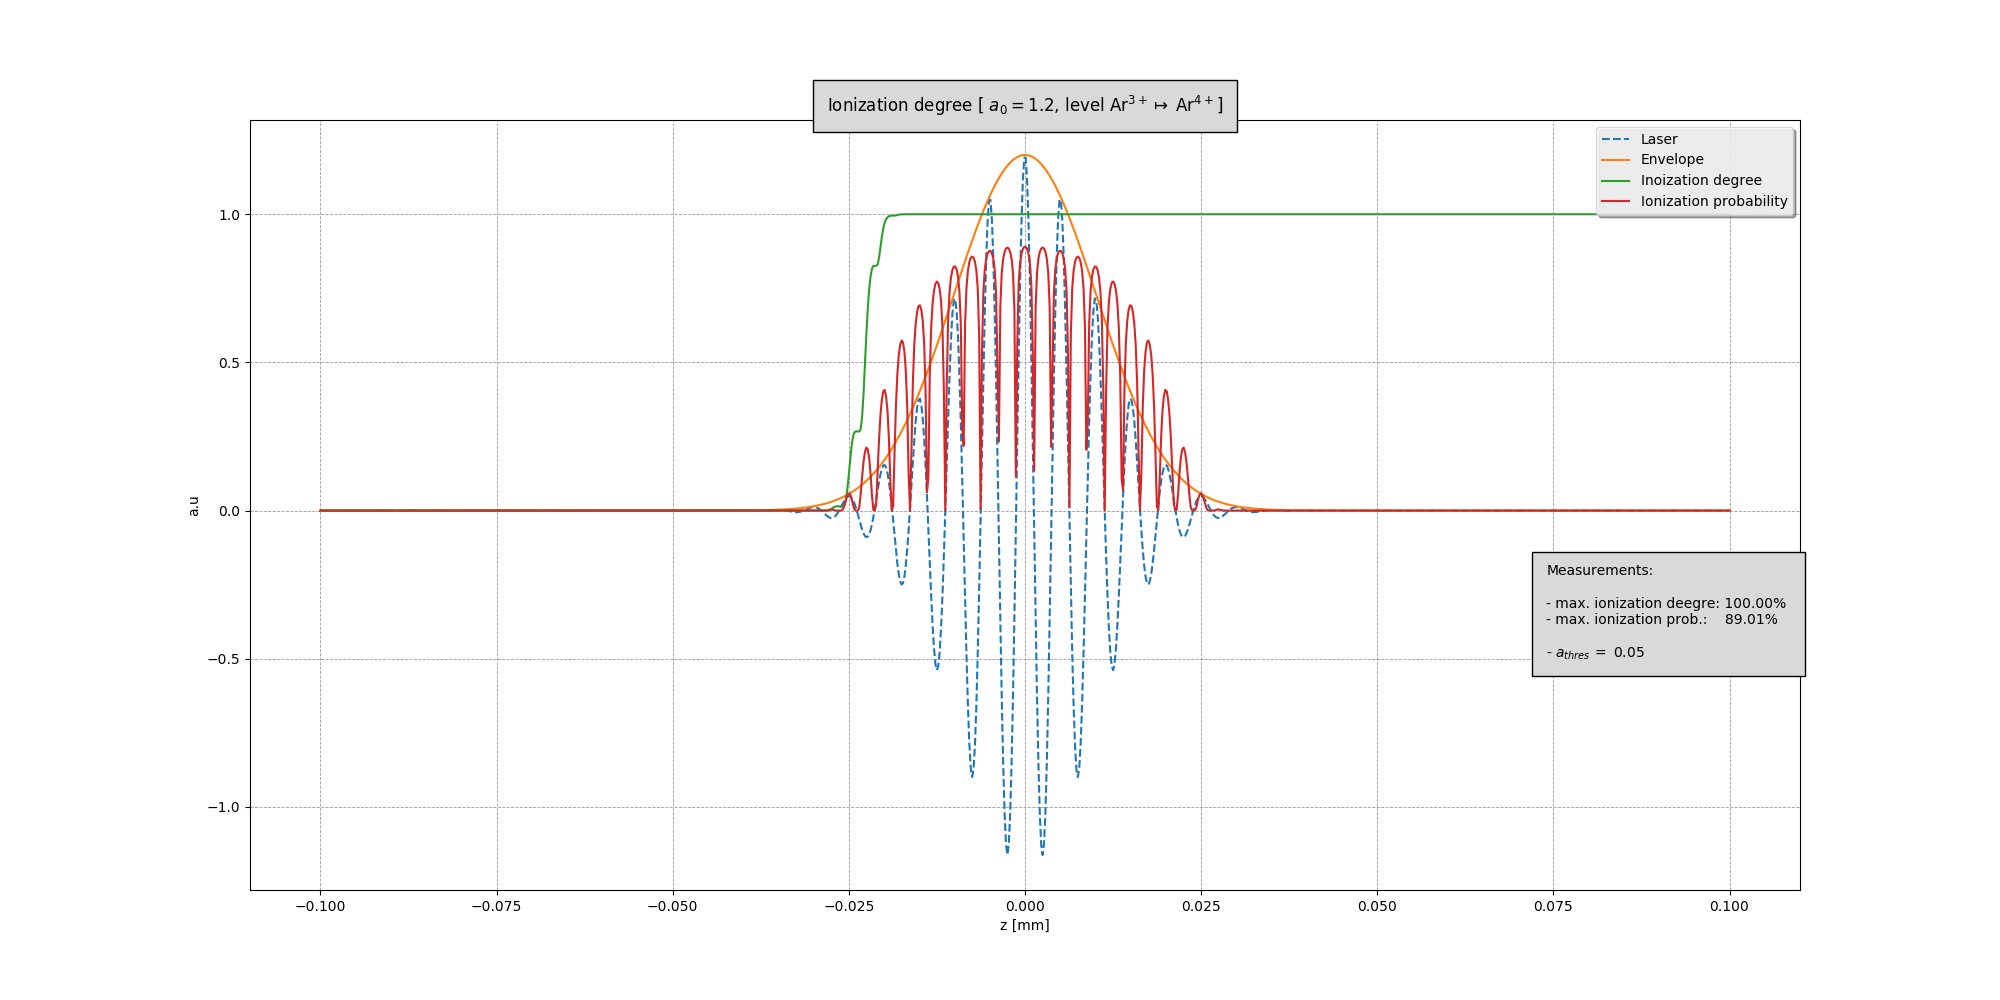 Ionization degree [ a₀ = 1.2, level Ar³⁺ ↦ Ar⁴⁺]
Laser
Envelope
Inoization degree
Ionization probability
1.0
0.5
0.0
−0.5
−1.0
a.u
Measurements:
- max. ionization deegre: 100.00%
- max. ionization prob.: 89.01%
- a_thres = 0.05
−0.100 −0.075 −0.050 −0.025 0.000 0.025 0.050 0.075 0.100
z [mm]